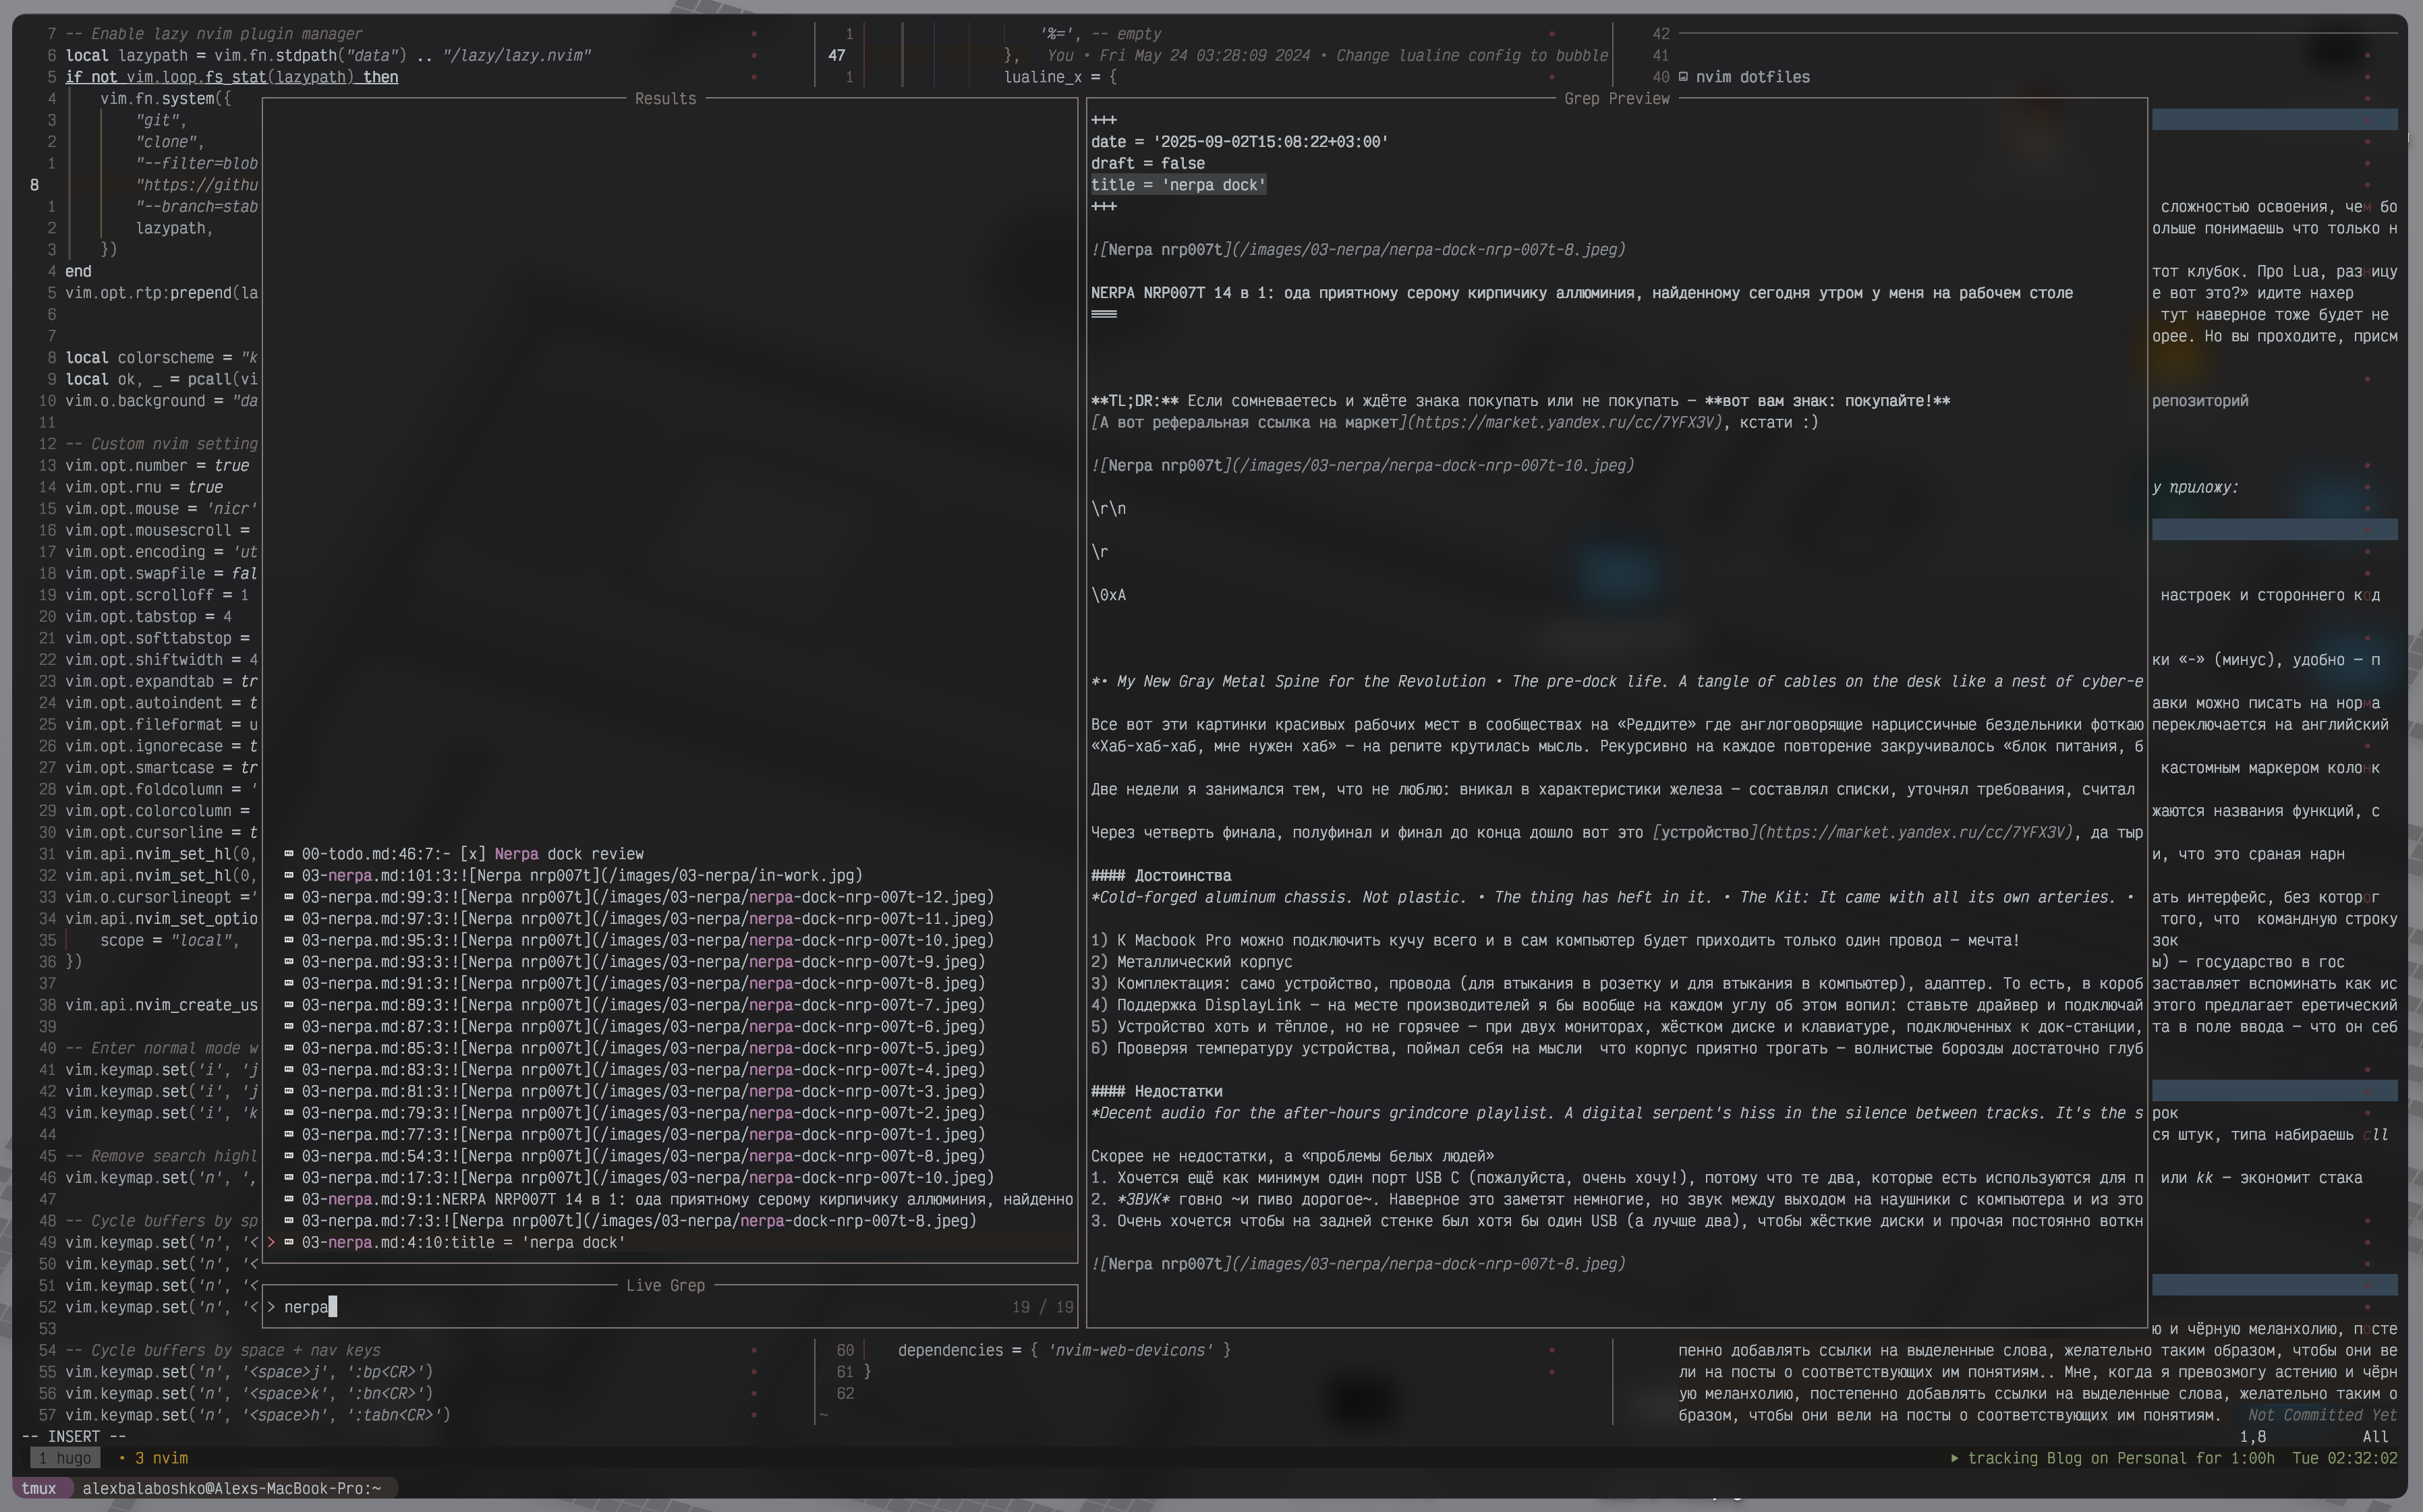 7 -- Enable lazy nvim plugin manager
6 local lazypath = vim.fn.stdpath("data") .. "/lazy/lazy.nvim"
5 if not vim.loop.fs_stat(lazypath) then
4 vim.fn.system({
3 "git",
2 "clone",
1 "--filter=blob
8 "https://githu
1 "--branch=stab
2 lazypath,
3 })
4 end
5 vim.opt.rtp:prepend(la
6
7
8 local colorscheme = "k
9 local ok, _ = pcall(vi
10 vim.o.background = "da
11
12 -- Custom nvim setting
13 vim.opt.number = true
14 vim.opt.rnu = true
15 vim.opt.mouse = 'nicr'
16 vim.opt.mousescroll =
17 vim.opt.encoding = 'ut
18 vim.opt.swapfile = fal
19 vim.opt.scrolloff = 1
20 vim.opt.tabstop = 4
21 vim.opt.softtabstop =
22 vim.opt.shiftwidth = 4
23 vim.opt.expandtab = tr
24 vim.opt.autoindent = t
25 vim.opt.fileformat = u
26 vim.opt.ignorecase = t
27 vim.opt.smartcase = tr
28 vim.opt.foldcolumn = '
29 vim.opt.colorcolumn =
30 vim.opt.cursorline = t
31 vim.api.nvim_set_hl(0,
32 vim.api.nvim_set_hl(0,
33 vim.o.cursorlineopt ='
34 vim.api.nvim_set_optio
35 scope = "local",
36 })
37
38 vim.api.nvim_create_us
39
40 -- Enter normal mode w
41 vim.keymap.set('i', 'j
42 vim.keymap.set('i', 'j
43 vim.keymap.set('i', 'k
44
45 -- Remove search highl
46 vim.keymap.set('n', ',
47
48 -- Cycle buffers by sp
49 vim.keymap.set('n', '<
50 vim.keymap.set('n', '<
51 vim.keymap.set('n', '<
52 vim.keymap.set('n', '<
53
54 -- Cycle buffers by space + nav keys
55 vim.keymap.set('n', '<space>j', ':bp<CR>')
56 vim.keymap.set('n', '<space>k', ':bn<CR>')
57 vim.keymap.set('n', '<space>h', ':tabn<CR>')
1 '%=', -- empty
47 }, You • Fri May 24 03:28:09 2024 • Change lualine config to bubble
1 lualine_x = {
42
41
40 nvim dotfiles
Results
00-todo.md:46:7:- [x] Nerpa dock review
03-nerpa.md:101:3:![Nerpa nrp007t](/images/03-nerpa/in-work.jpg)
03-nerpa.md:99:3:![Nerpa nrp007t](/images/03-nerpa/nerpa-dock-nrp-007t-12.jpeg)
03-nerpa.md:97:3:![Nerpa nrp007t](/images/03-nerpa/nerpa-dock-nrp-007t-11.jpeg)
03-nerpa.md:95:3:![Nerpa nrp007t](/images/03-nerpa/nerpa-dock-nrp-007t-10.jpeg)
03-nerpa.md:93:3:![Nerpa nrp007t](/images/03-nerpa/nerpa-dock-nrp-007t-9.jpeg)
03-nerpa.md:91:3:![Nerpa nrp007t](/images/03-nerpa/nerpa-dock-nrp-007t-8.jpeg)
03-nerpa.md:89:3:![Nerpa nrp007t](/images/03-nerpa/nerpa-dock-nrp-007t-7.jpeg)
03-nerpa.md:87:3:![Nerpa nrp007t](/images/03-nerpa/nerpa-dock-nrp-007t-6.jpeg)
03-nerpa.md:85:3:![Nerpa nrp007t](/images/03-nerpa/nerpa-dock-nrp-007t-5.jpeg)
03-nerpa.md:83:3:![Nerpa nrp007t](/images/03-nerpa/nerpa-dock-nrp-007t-4.jpeg)
03-nerpa.md:81:3:![Nerpa nrp007t](/images/03-nerpa/nerpa-dock-nrp-007t-3.jpeg)
03-nerpa.md:79:3:![Nerpa nrp007t](/images/03-nerpa/nerpa-dock-nrp-007t-2.jpeg)
03-nerpa.md:77:3:![Nerpa nrp007t](/images/03-nerpa/nerpa-dock-nrp-007t-1.jpeg)
03-nerpa.md:54:3:![Nerpa nrp007t](/images/03-nerpa/nerpa-dock-nrp-007t-8.jpeg)
03-nerpa.md:17:3:![Nerpa nrp007t](/images/03-nerpa/nerpa-dock-nrp-007t-10.jpeg)
03-nerpa.md:9:1:NERPA NRP007T 14 в 1: ода приятному серому кирпичику аллюминия, найденно
03-nerpa.md:7:3:![Nerpa nrp007t](/images/03-nerpa/nerpa-dock-nrp-007t-8.jpeg)
> 03-nerpa.md:4:10:title = 'nerpa dock'
Live Grep
> nerpa 19 / 19
Grep Preview
+++
date = '2025-09-02T15:08:22+03:00'
draft = false
title = 'nerpa dock'
+++
![Nerpa nrp007t](/images/03-nerpa/nerpa-dock-nrp-007t-8.jpeg)
NERPA NRP007T 14 в 1: ода приятному серому кирпичику аллюминия, найденному сегодня утром у меня на рабочем столе
===
**TL;DR:** Если сомневаетесь и ждёте знака покупать или не покупать — **вот вам знак: покупайте!**
[А вот реферальная ссылка на маркет](https://market.yandex.ru/cc/7YFX3V), кстати :)
![Nerpa nrp007t](/images/03-nerpa/nerpa-dock-nrp-007t-10.jpeg)
\r\n
\r
\0xA
*• My New Gray Metal Spine for the Revolution • The pre-dock life. A tangle of cables on the desk like a nest of cyber-e
Все вот эти картинки красивых рабочих мест в сообществах на «Реддите» где англоговорящие нарциссичные бездельники фоткаю
«Хаб-хаб-хаб, мне нужен хаб» — на репите крутилась мысль. Рекурсивно на каждое повторение закручивалось «блок питания, б
Две недели я занимался тем, что не люблю: вникал в характеристики железа — составлял списки, уточнял требования, считал
Через четверть финала, полуфинал и финал до конца дошло вот это [устройство](https://market.yandex.ru/cc/7YFX3V), да тыр
#### Достоинства
*Cold-forged aluminum chassis. Not plastic. • The thing has heft in it. • The Kit: It came with all its own arteries. •
1) К Macbook Pro можно подключить кучу всего и в сам компьютер будет приходить только один провод — мечта!
2) Металлический корпус
3) Комплектация: само устройство, провода (для втыкания в розетку и для втыкания в компьютер), адаптер. То есть, в короб
4) Поддержка DisplayLink — на месте производителей я бы вообще на каждом углу об этом вопил: ставьте драйвер и подключай
5) Устройство хоть и тёплое, но не горячее — при двух мониторах, жёстком диске и клавиатуре, подключенных к док-станции,
6) Проверяя температуру устройства, поймал себя на мысли что корпус приятно трогать — волнистые борозды достаточно глуб
#### Недостатки
*Decent audio for the after-hours grindcore playlist. A digital serpent's hiss in the silence between tracks. It's the s
Скорее не недостатки, а «проблемы белых людей»
1. Хочется ещё как минимум один порт USB C (пожалуйста, очень хочу!), потому что те два, которые есть используются для п
2. *ЗВУК* говно ~и пиво дорогое~. Наверное это заметят немногие, но звук между выходом на наушники с компьютера и из это
3. Очень хочется чтобы на задней стенке был хотя бы один USB (а лучше два), чтобы жёсткие диски и прочая постоянно воткн
![Nerpa nrp007t](/images/03-nerpa/nerpa-dock-nrp-007t-8.jpeg)
сложностью освоения, чем бо
ольше понимаешь что только н
тот клубок. Про Lua, разницу
е вот это?» идите нахер
тут наверное тоже будет не
орее. Но вы проходите, присм
репозиторий
у приложу:
настроек и стороннего код
ки «-» (минус), удобно — п
авки можно писать на норма
переключается на английский
кастомным маркером колонк
жаются названия функций, с
и, что это сраная нарн
ать интерфейс, без которог
того, что командную строку
зок
ы) — государство в гос
заставляет вспоминать как ис
этого предлагает еретический
та в поле ввода — что он себ
рок
ся штук, типа набираешь cll
или kk — экономит стака
ю и чёрную меланхолию, посте
пенно добавлять ссылки на выделенные слова, желательно таким образом, чтобы они ве
ли на посты о соответствующих им понятиям.. Мне, когда я превозмогу астению и чёрн
ую меланхолию, постепенно добавлять ссылки на выделенные слова, желательно таким о
бразом, чтобы они вели на посты о соответствующих им понятиям. Not Committed Yet
60 dependencies = { 'nvim-web-devicons' }
61 }
62
~
-- INSERT -- 1,8 All
1 hugo • 3 nvim tracking Blog on Personal for 1:00h Tue 02:32:02
tmux alexbalaboshko@Alexs-MacBook-Pro:~